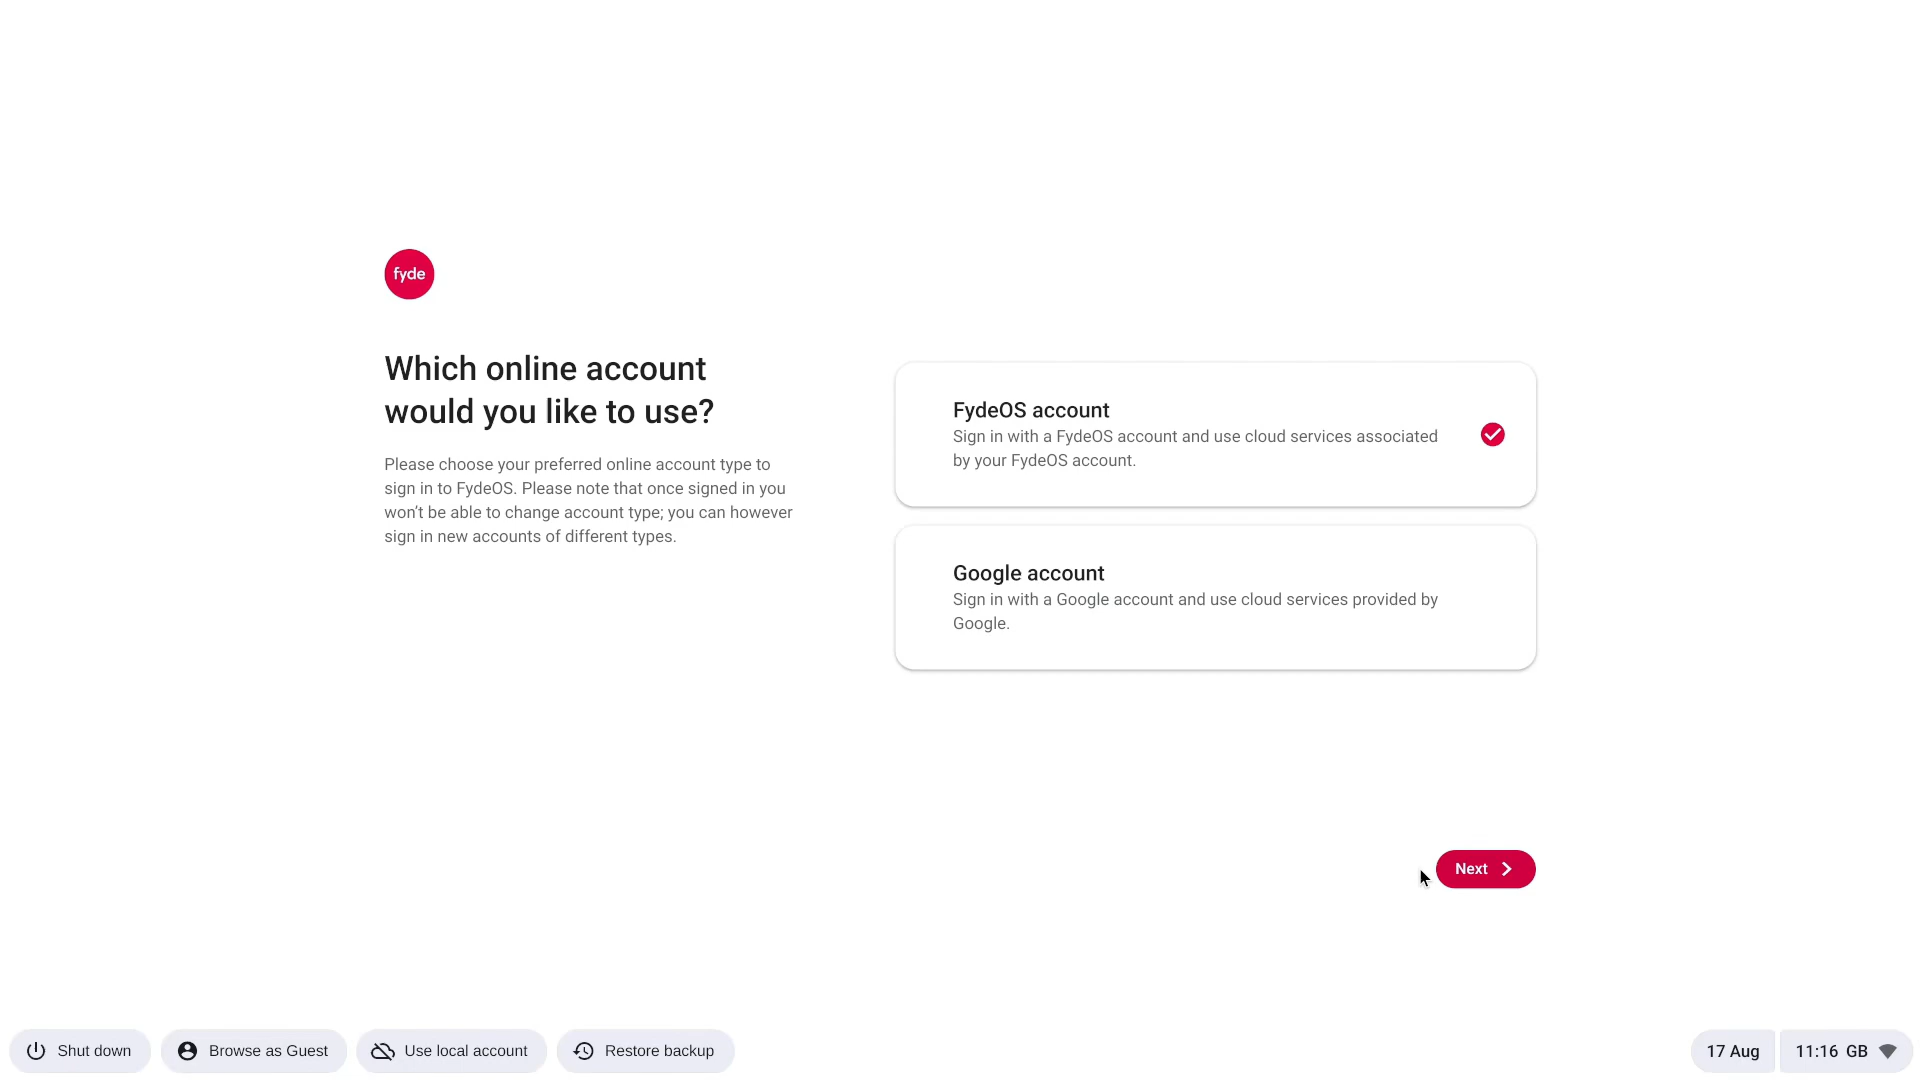 fyde
Which online account
would you like to use?
Please choose your preferred online account type to
sign in to FydeOS. Please note that once signed in you
won’t be able to change account type; you can however
sign in new accounts of different types.
FydeOS account
Sign in with a FydeOS account and use cloud services associated
by your FydeOS account.
Google account
Sign in with a Google account and use cloud services provided by
Google.
Next
Shut down
Browse as Guest
Use local account
Restore backup
17 Aug
11:16 GB